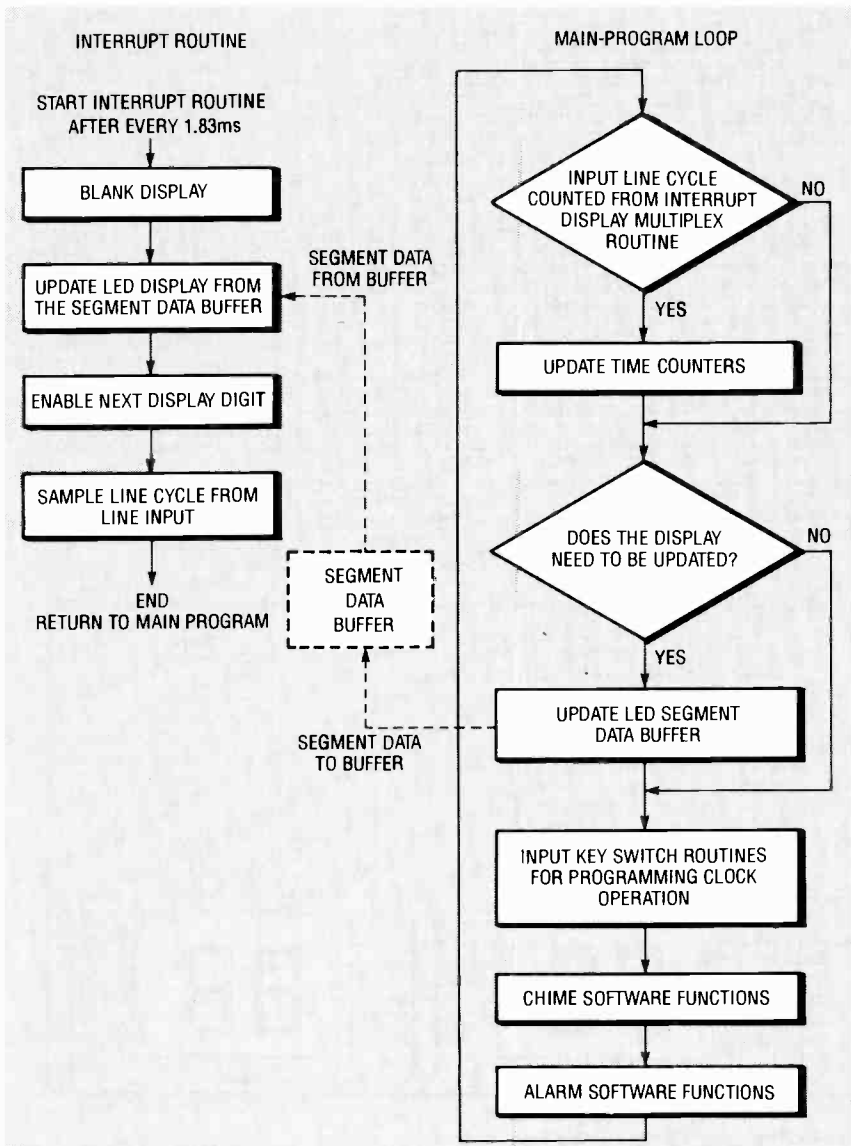 INTERRUPT ROUTINE
START INTERRUPT ROUTINE
AFTER EVERY 1.83ms
BLANK DISPLAY
UPDATE LED DISPLAY FROM
THE SEGMENT DATA BUFFER
ENABLE NEXT DISPLAY DIGIT
SAMPLE LINE CYCLE FROM
LINE INPUT
END
RETURN TO MAIN PROGRAM
SEGMENT DATA
FROM BUFFER
SEGMENT
DATA
BUFFER
SEGMENT DATA
TO BUFFER
MAIN-PROGRAM LOOP
INPUT LINE CYCLE
COUNTED FROM INTERRUPT
DISPLAY MULTIPLEX
ROUTINE
NO
YES
UPDATE TIME COUNTERS
DOES THE DISPLAY
NEED TO BE UPDATED?
NO
YES
UPDATE LED SEGMENT
DATA BUFFER
INPUT KEY SWITCH ROUTINES
FOR PROGRAMMING CLOCK
OPERATION
CHIME SOFTWARE FUNCTIONS
ALARM SOFTWARE FUNCTIONS